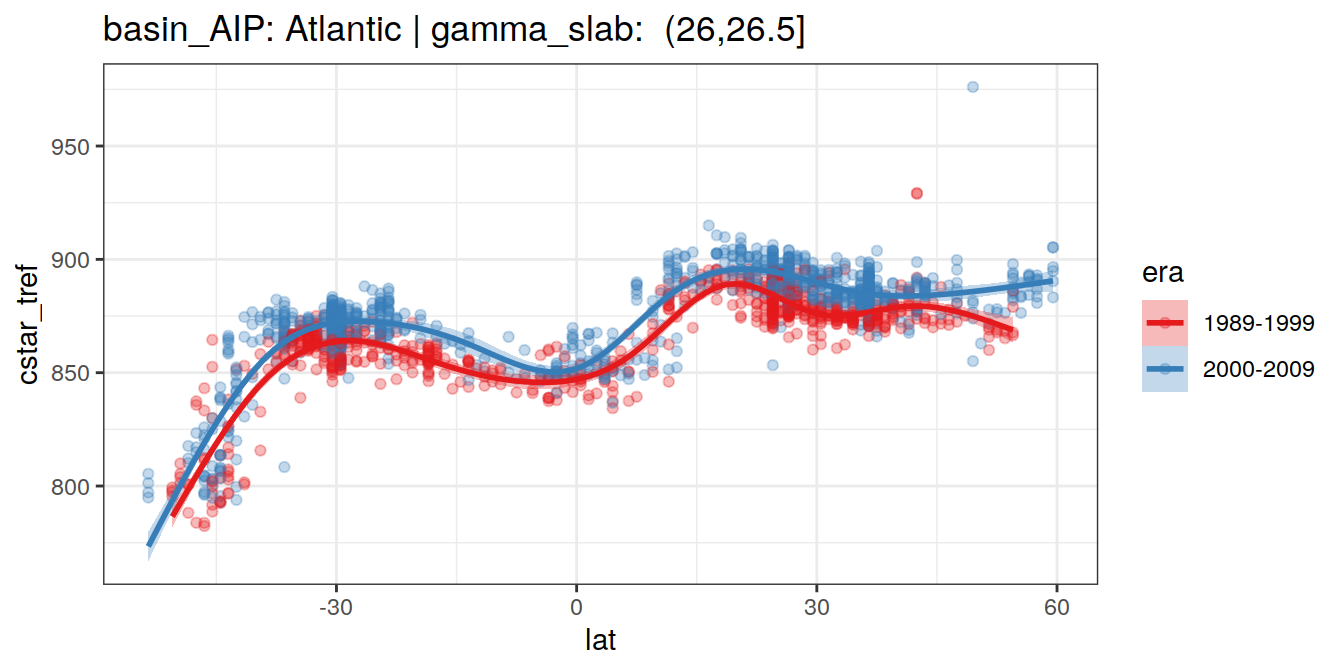 basin_AIP: Atlantic | gamma_slab:  (26,26.5]
950
900
850
800
cstar_tref
-30
0
30
60
lat
era
1989-1999
2000-2009